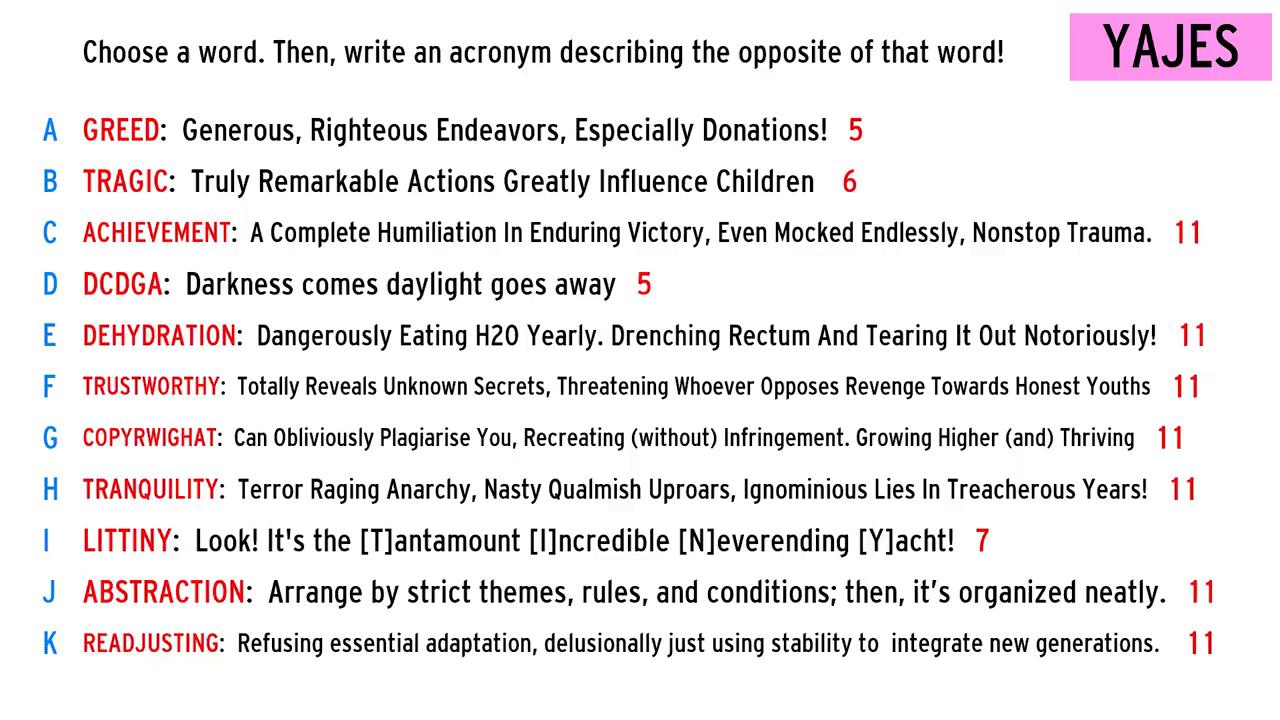 Choose a word. Then, write an acronym describing the opposite of that word!
YAJES
A GREED: Generous, Righteous Endeavors, Especially Donations! 5
B TRAGIC: Truly Remarkable Actions Greatly Influence Children 6
C ACHIEVEMENT: A Complete Humiliation In Enduring Victory, Even Mocked Endlessly, Nonstop Trauma. 11
D DCDGA: Darkness comes daylight goes away 5
E DEHYDRATION: Dangerously Eating H2O Yearly. Drenching Rectum And Tearing It Out Notoriously! 11
F TRUSTWORTHY: Totally Reveals Unknown Secrets, Threatening Whoever Opposes Revenge Towards Honest Youths 11
G COPYRWIGHAT: Can Obliviously Plagiarise You, Recreating (without) Infringement. Growing Higher (and) Thriving 11
H TRANQUILITY: Terror Raging Anarchy, Nasty Qualmish Uproars, Ignominious Lies In Treacherous Years! 11
I LITTINY: Look! It's the [T]antamount [I]ncredible [N]everending [Y]acht! 7
J ABSTRACTION: Arrange by strict themes, rules, and conditions; then, it’s organized neatly. 11
K READJUSTING: Refusing essential adaptation, delusionally just using stability to integrate new generations. 11